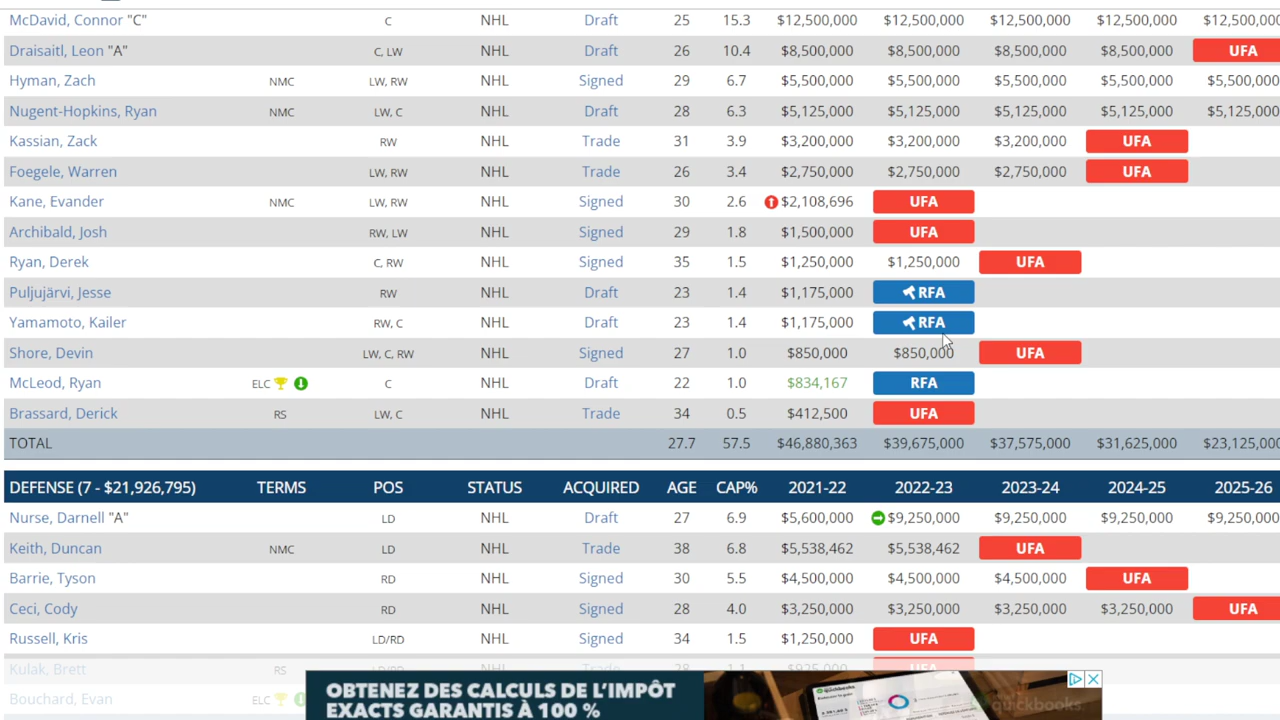 McDavid, Connor "C" C NHL Draft 25 15.3 $12,500,000 $12,500,000 $12,500,000 $12,500,000 $12,500,000
Draisaitl, Leon "A" C, LW NHL Draft 26 10.4 $8,500,000 $8,500,000 $8,500,000 $8,500,000 UFA
Hyman, Zach NMC LW, RW NHL Signed 29 6.7 $5,500,000 $5,500,000 $5,500,000 $5,500,000 $5,500,000
Nugent-Hopkins, Ryan NMC LW, C NHL Draft 28 6.3 $5,125,000 $5,125,000 $5,125,000 $5,125,000 $5,125,000
Kassian, Zack RW NHL Trade 31 3.9 $3,200,000 $3,200,000 $3,200,000 UFA
Foegele, Warren LW, RW NHL Trade 26 3.4 $2,750,000 $2,750,000 $2,750,000 UFA
Kane, Evander NMC LW, RW NHL Signed 30 2.6 $2,108,696 UFA
Archibald, Josh RW, LW NHL Signed 29 1.8 $1,500,000 UFA
Ryan, Derek C, RW NHL Signed 35 1.5 $1,250,000 $1,250,000 UFA
Puljujärvi, Jesse RW NHL Draft 23 1.4 $1,175,000 RFA
Yamamoto, Kailer RW, C NHL Draft 23 1.4 $1,175,000 RFA
Shore, Devin LW, C, RW NHL Signed 27 1.0 $850,000 $850,000 UFA
McLeod, Ryan ELC C NHL Draft 22 1.0 $834,167 RFA
Brassard, Derick RS LW, C NHL Trade 34 0.5 $412,500 UFA
TOTAL 27.7 57.5 $46,880,363 $39,675,000 $37,575,000 $31,625,000 $23,125,000
DEFENSE (7 - $21,926,795) TERMS POS STATUS ACQUIRED AGE CAP% 2021-22 2022-23 2023-24 2024-25 2025-26
Nurse, Darnell "A" LD NHL Draft 27 6.9 $5,600,000 $9,250,000 $9,250,000 $9,250,000 $9,250,000
Keith, Duncan NMC LD NHL Trade 38 6.8 $5,538,462 $5,538,462 UFA
Barrie, Tyson RD NHL Signed 30 5.5 $4,500,000 $4,500,000 $4,500,000 UFA
Ceci, Cody RD NHL Signed 28 4.0 $3,250,000 $3,250,000 $3,250,000 $3,250,000 UFA
Russell, Kris LD/RD NHL Signed 34 1.5 $1,250,000 UFA
Kulak, Brett RS LD/RD NHL Trade 28 1.1 $925,000 UFA
Bouchard, Evan ELC
OBTENEZ DES CALCULS DE L'IMPÔT
EXACTS GARANTIS À 100 %
quickbooks